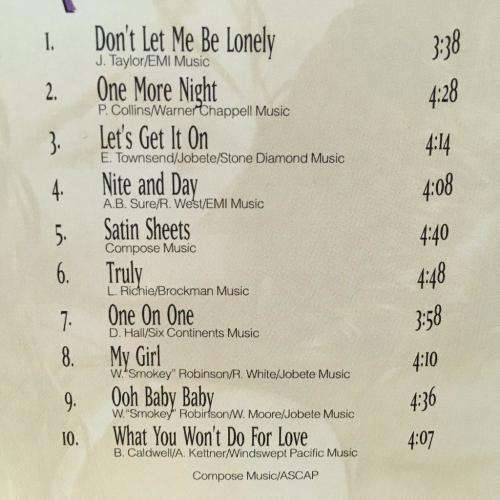 1. Don't Let Me Be Lonely 3:38
J. Taylor/EMI Music
2. One More Night 4:28
P. Collins/Warner Chappell Music
3. Let's Get It On 4:14
E. Townsend/Jobete/Stone Diamond Music
4. Nite and Day 4:08
A.B. Sure/R. West/EMI Music
5. Satin Sheets 4:40
Compose Music
6. Truly 4:48
L. Richie/Brockman Music
7. One On One 3:58
D. Hall/Six Continents Music
8. My Girl 4:10
W."Smokey" Robinson/R. White/Jobete Music
9. Ooh Baby Baby 4:36
W."Smokey" Robinson/W. Moore/Jobete Music
10. What You Won't Do For Love 4:07
B. Caldwell/A. Kettner/Windswept Pacific Music
Compose Music/ASCAP